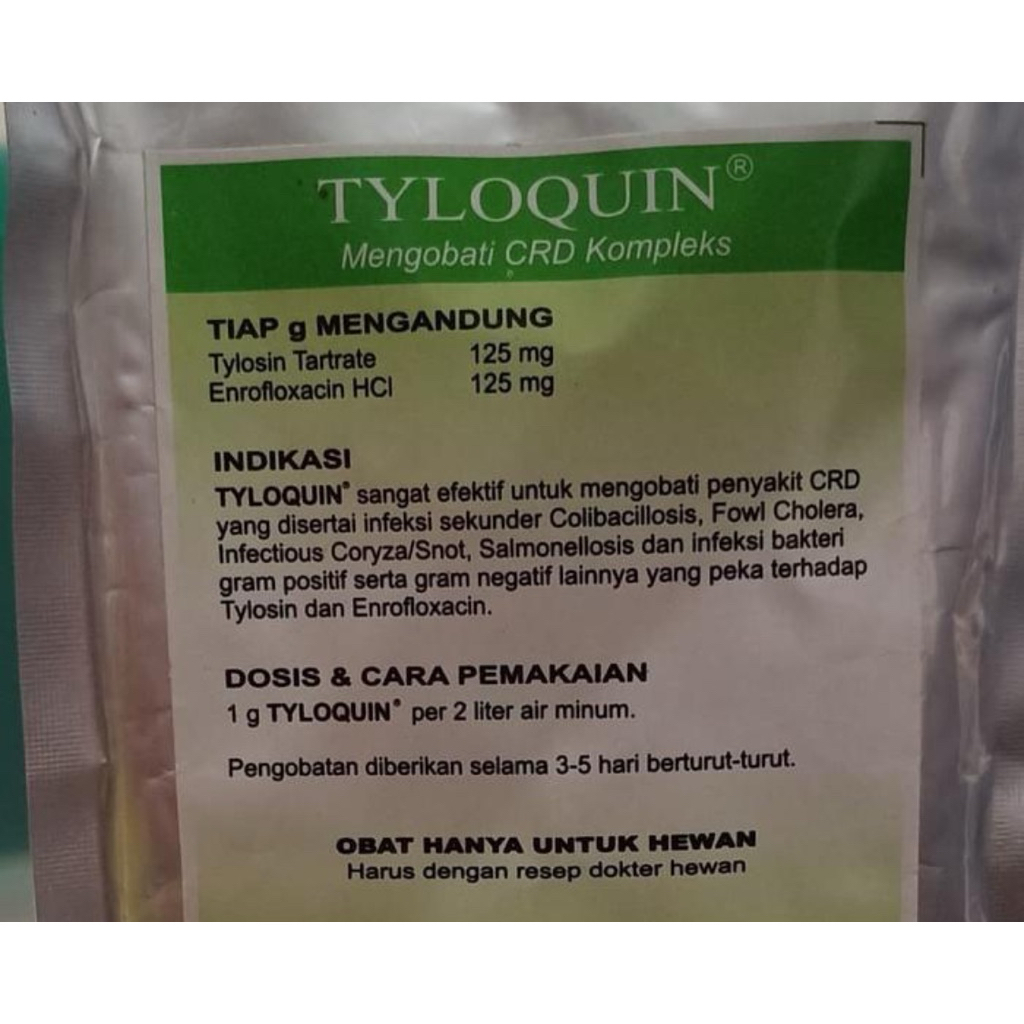 TYLOQUIN®
Mengobati CRD Kompleks
TIAP g MENGANDUNG
Tylosin Tartrate 125 mg
Enrofloxacin HCl 125 mg
INDIKASI
TYLOQUIN® sangat efektif untuk mengobati penyakit CRD
yang disertai infeksi sekunder Colibacillosis, Fowl Cholera,
Infectious Coryza/Snot, Salmonellosis dan infeksi bakteri
gram positif serta gram negatif lainnya yang peka terhadap
Tylosin dan Enrofloxacin.
DOSIS & CARA PEMAKAIAN
1 g TYLOQUIN® per 2 liter air minum.
Pengobatan diberikan selama 3-5 hari berturut-turut.
OBAT HANYA UNTUK HEWAN
Harus dengan resep dokter hewan